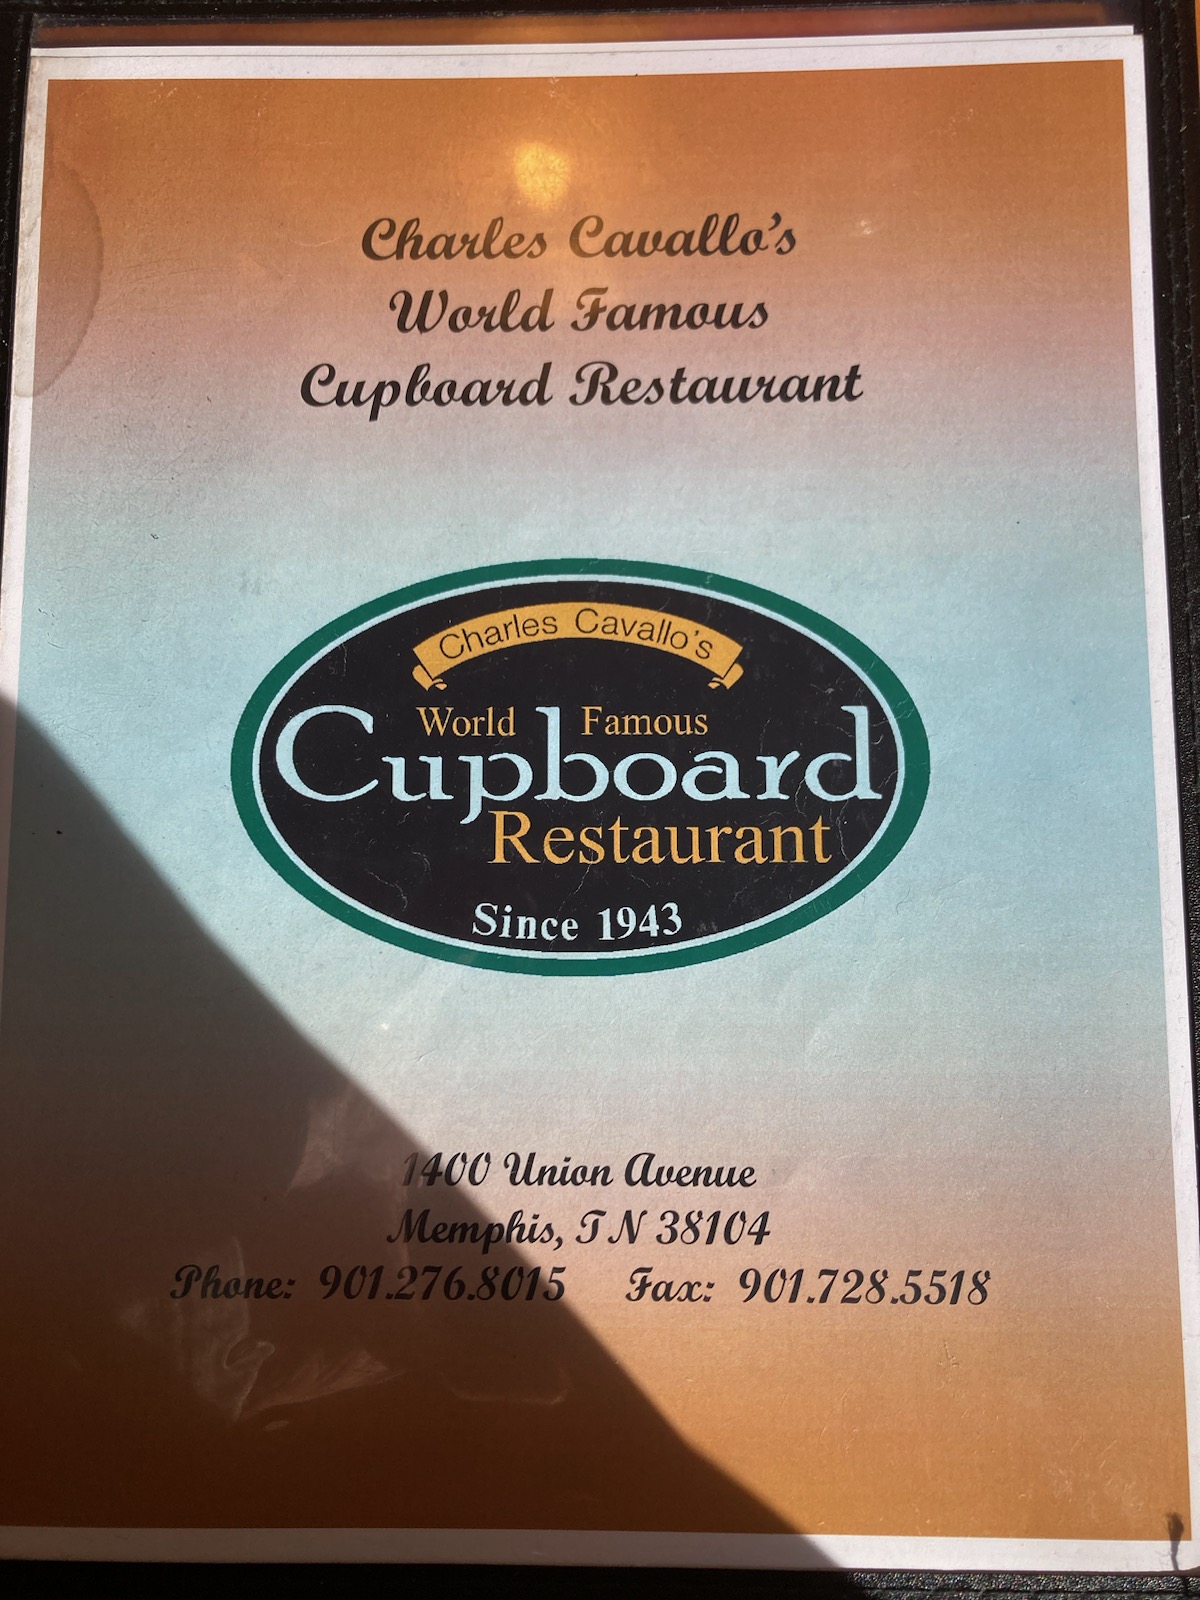 Charles Cavallo's
World Famous
Cupboard Restaurant
Charles Cavallo's
World Famous
Cupboard
Restaurant
Since 1943
1400 Union Avenue
Memphis, TN 38104
Phone: 901.276.8015 Fax: 901.728.5518